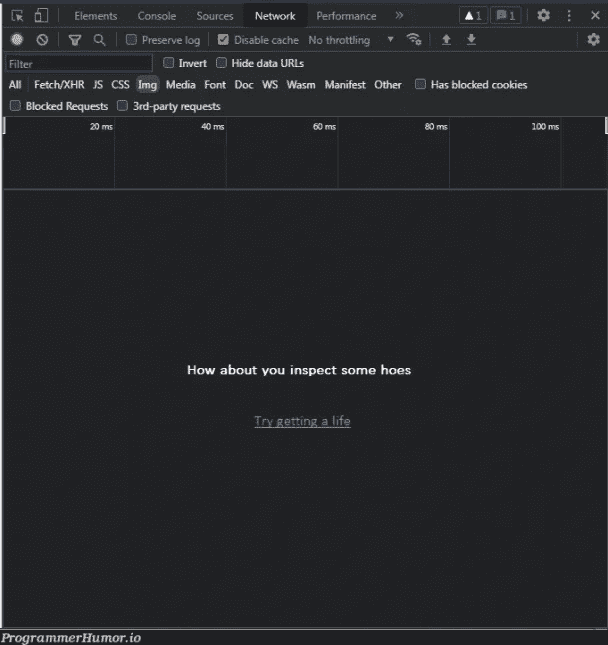 Elements Console Sources Network Performance » 1 1
Preserve log Disable cache No throttling
Filter Invert Hide data URLs
All Fetch/XHR JS CSS Img Media Font Doc WS Wasm Manifest Other Has blocked cookies
Blocked Requests 3rd-party requests
20 ms 40 ms 60 ms 80 ms 100 ms
How about you inspect some hoes
Try getting a life
ProgrammerHumor.io